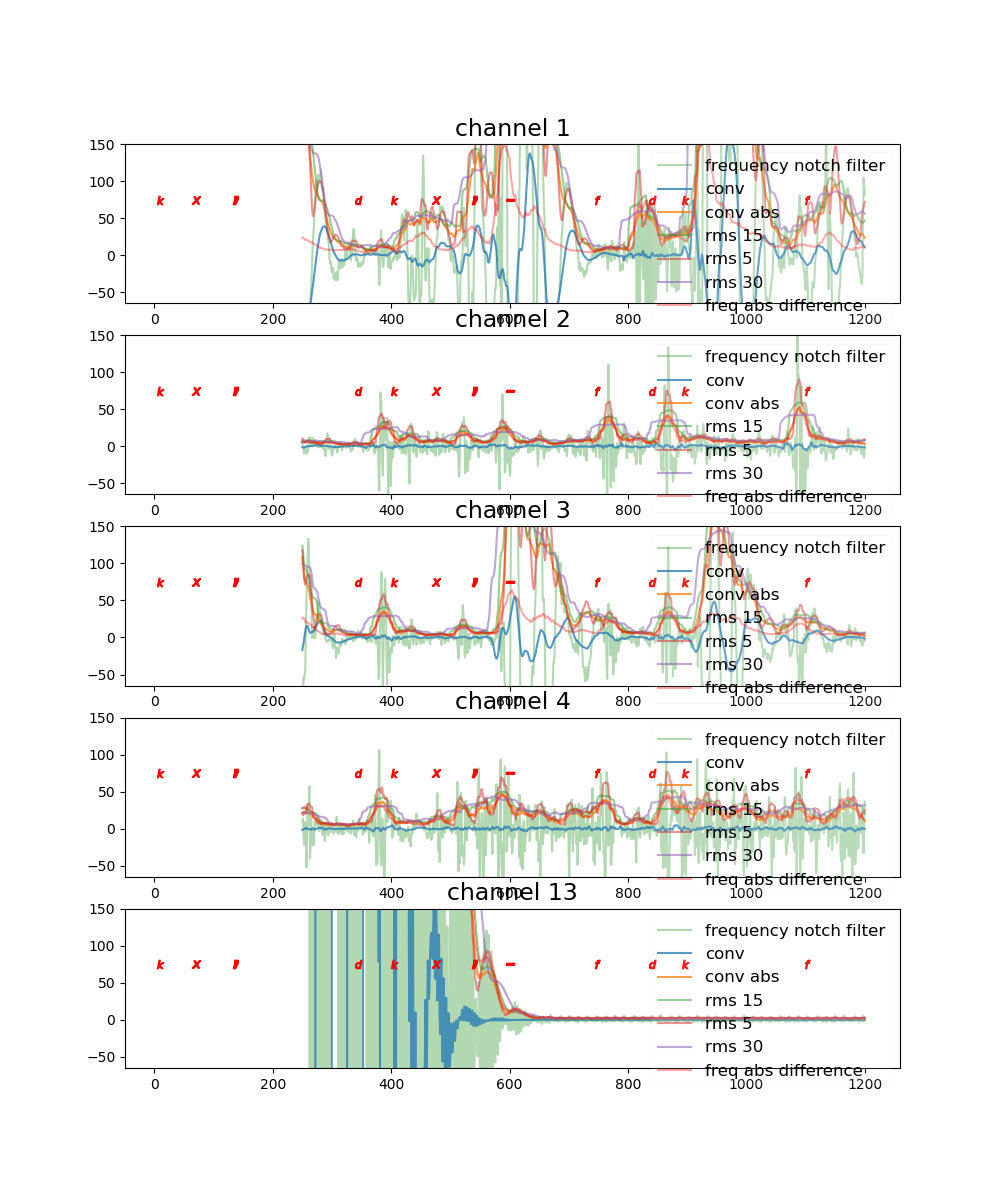 channel 1
150
100
50
0
−50
k X J d k X J − f d k f
frequency notch filter
conv
conv abs
rms 15
rms 5
rms 30
freq abs difference
0 200 400 600 800 1000 1200
channel 2
150
100
50
0
−50
k X d k X − f d k f
frequency notch filter
conv
conv abs
rms 15
rms 5
rms 30
freq abs difference
0 200 400 600 800 1000 1200
channel 3
150
100
50
0
−50
k X d k X − f d k f
frequency notch filter
conv
conv abs
rms 15
rms 5
rms 30
freq abs difference
0 200 400 600 800 1000 1200
channel 4
150
100
50
0
−50
k X d k X − f d k f
frequency notch filter
conv
conv abs
rms 15
rms 5
rms 30
freq abs difference
0 200 400 600 800 1000 1200
channel 13
150
100
50
0
−50
k X d k X − f d k f
frequency notch filter
conv
conv abs
rms 15
rms 5
rms 30
freq abs difference
0 200 400 600 800 1000 1200